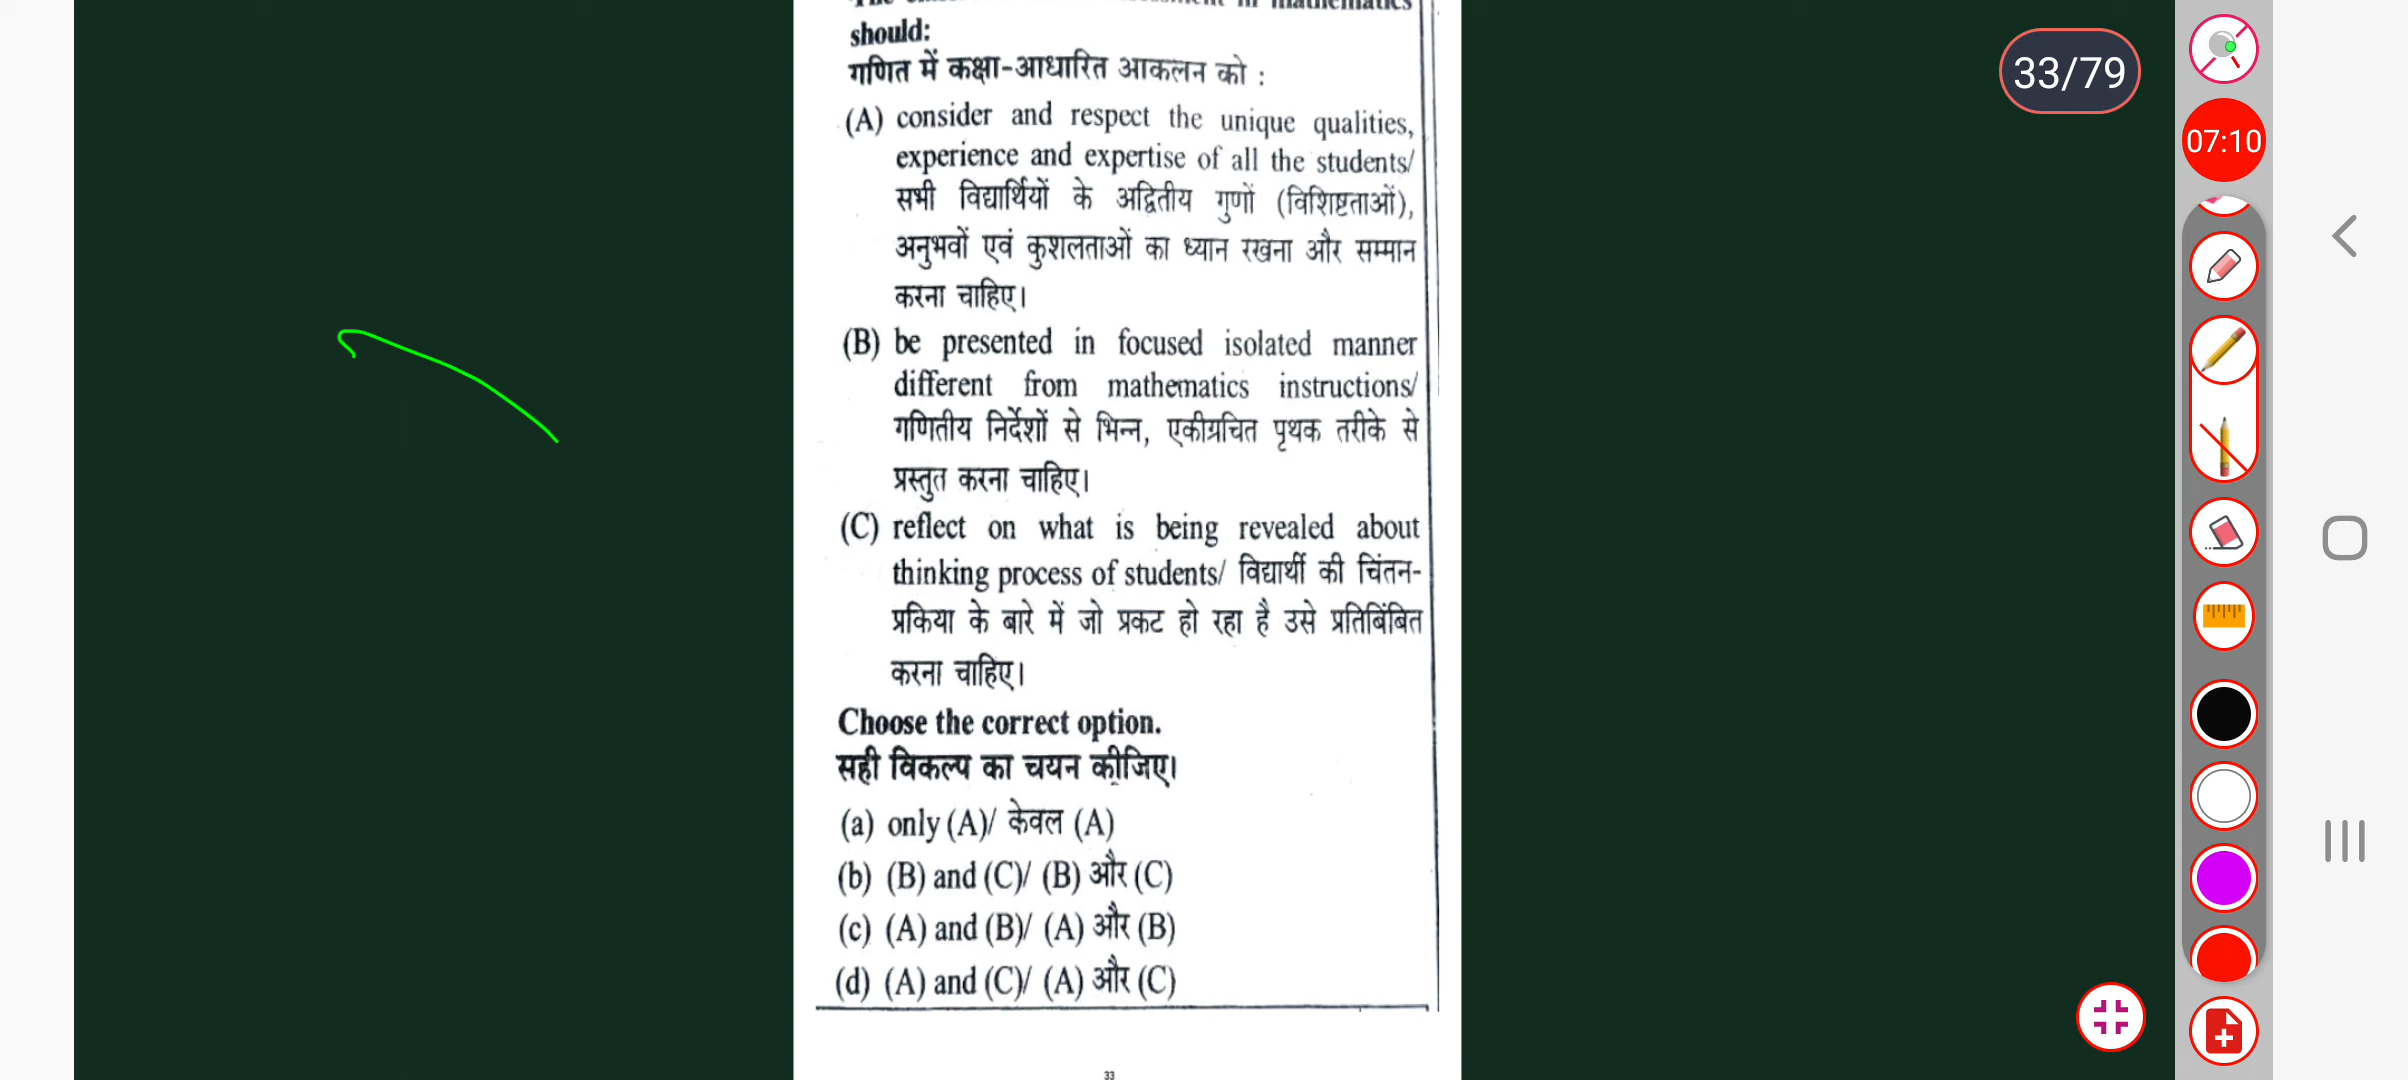 mathematics
should:
गणित में कक्षा-आधारित आकलन को :
(A) consider and respect the unique qualities,
experience and expertise of all the students/
सभी विद्यार्थियों के अद्वितीय गुणों (विशिष्टताओं),
अनुभवों एवं कुशलताओं का ध्यान रखना और सम्मान
करना चाहिए।
(B) be presented in focused isolated manner
different from mathematics instructions/
गणितीय निर्देशों से भिन्न, एकीग्रचित पृथक तरीके से
प्रस्तुत करना चाहिए।
(C) reflect on what is being revealed about
thinking process of students/ विद्यार्थी की चिंतन-
प्रकिया के बारे में जो प्रकट हो रहा है उसे प्रतिबिंबित
करना चाहिए।
Choose the correct option.
सही विकल्प का चयन कीजिए।
(a) only (A)/ केवल (A)
(b) (B) and (C)/ (B) और (C)
(c) (A) and (B)/ (A) और (B)
(d) (A) and (C)/ (A) और (C)
33
33/79
07:10